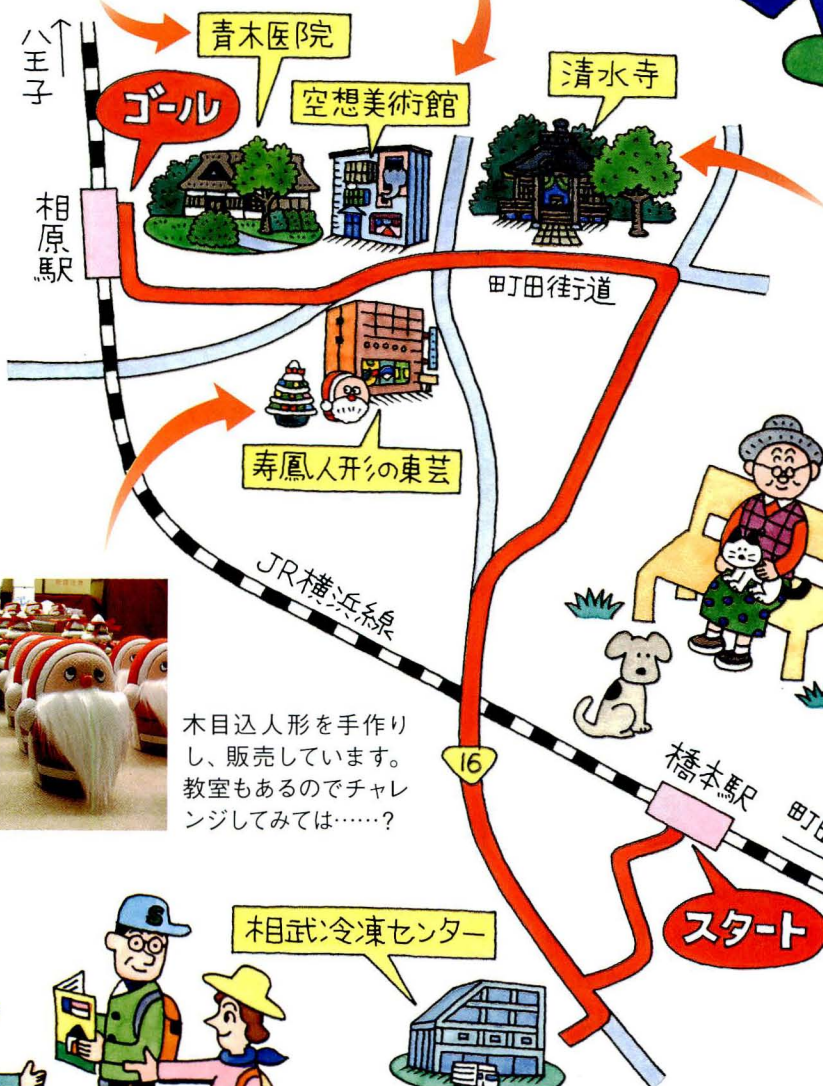 八王子
青木医院
ゴール
空想美術館
清水寺
相原駅
町田街道
寿鳳人形の東芸
JR横浜線
木目込人形を手作り
し、販売しています。
教室もあるのでチャレ
ンジしてみては……?
16
橋本駅
スタート
相武冷凍センター
S